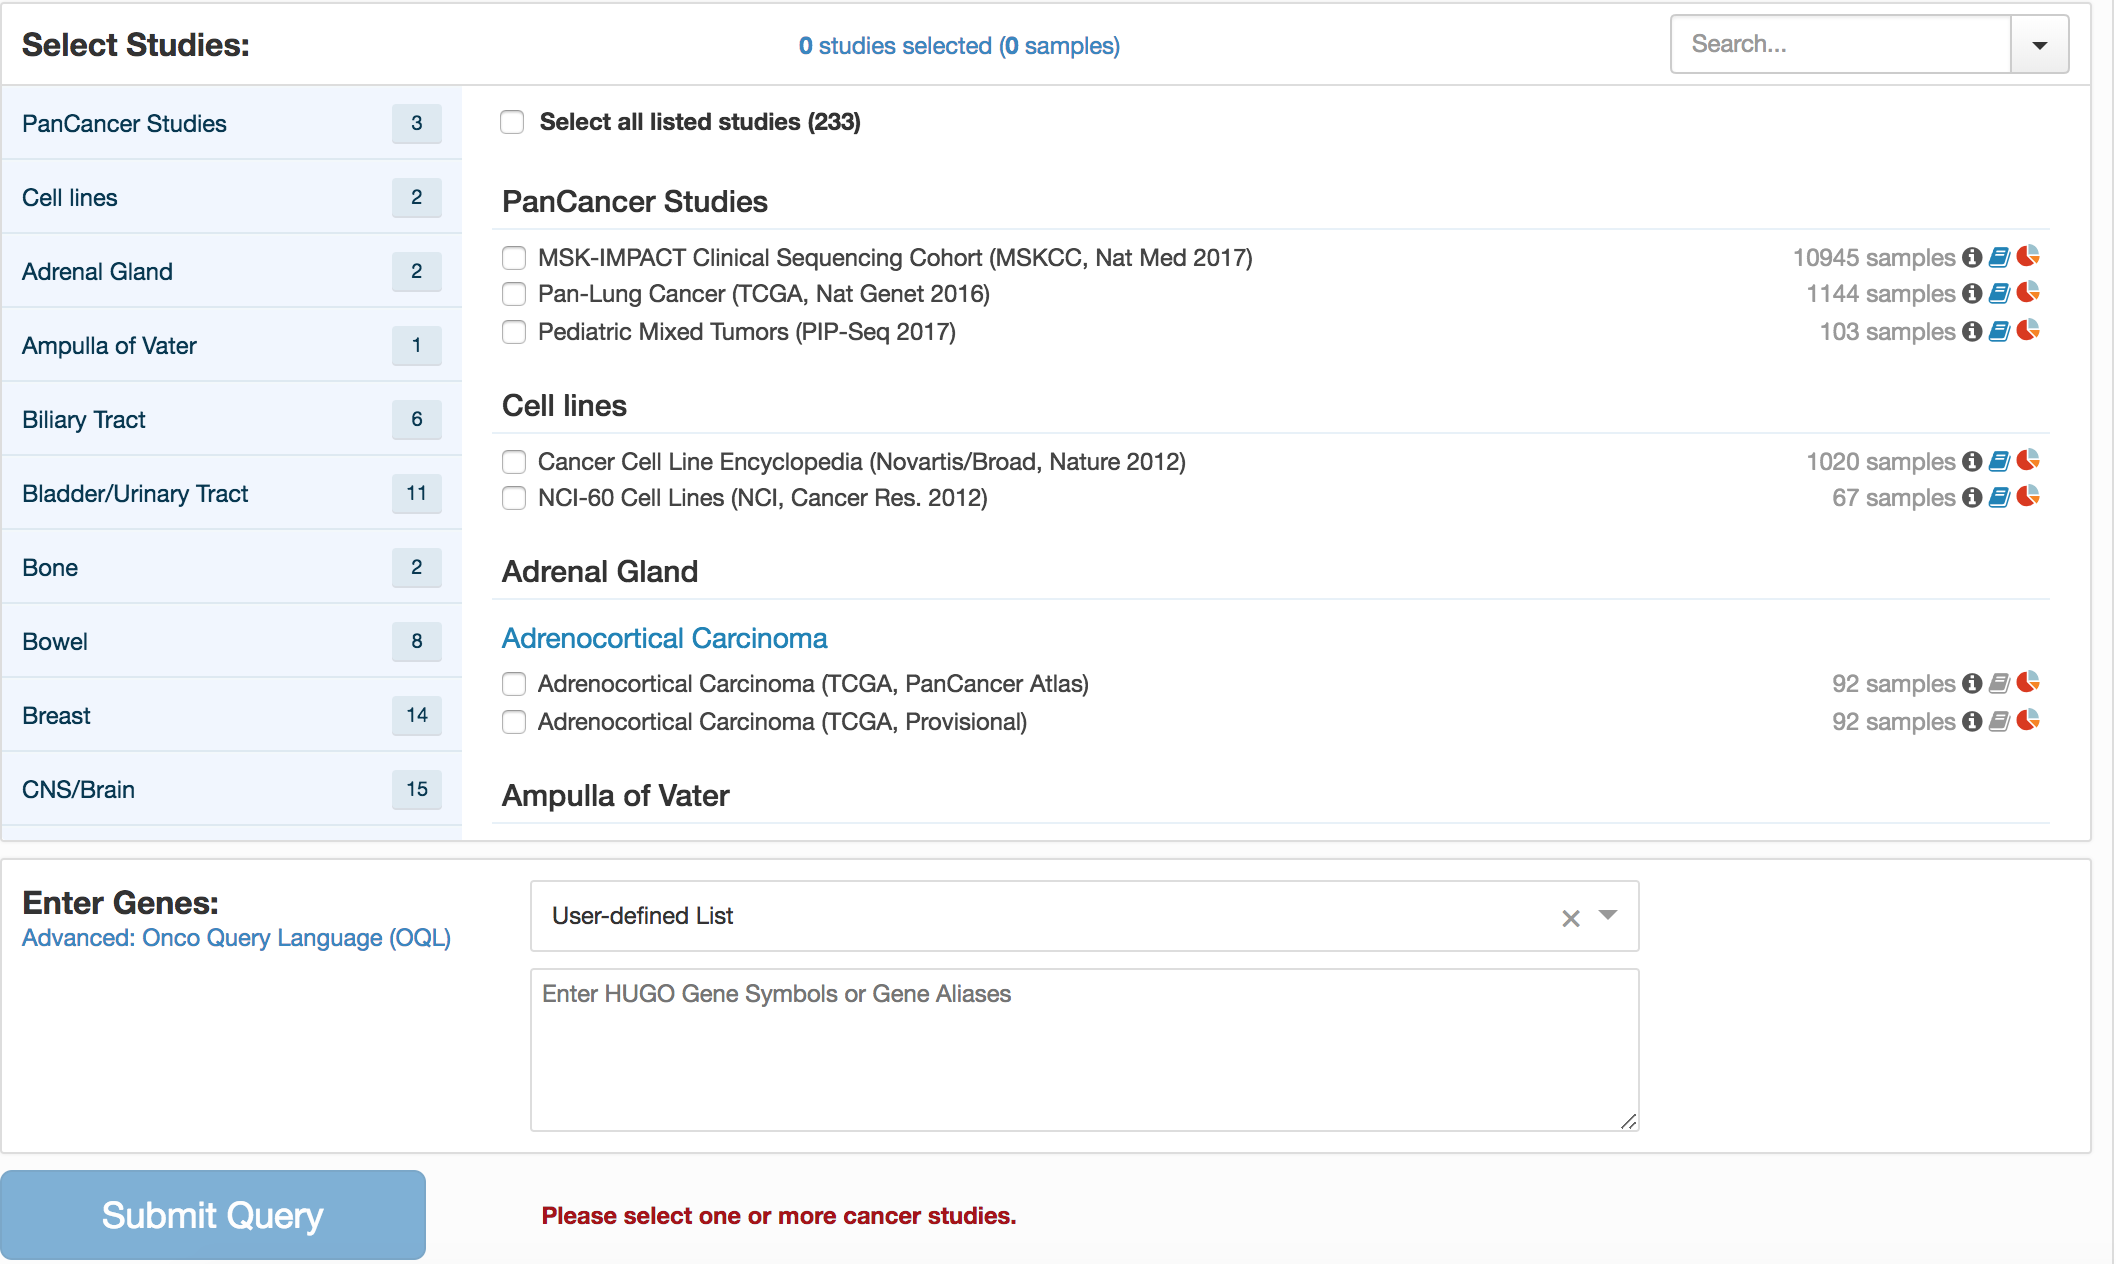 Select Studies:
0 studies selected (0 samples)
Search...
PanCancer Studies 3
Cell lines 2
Adrenal Gland 2
Ampulla of Vater 1
Biliary Tract 6
Bladder/Urinary Tract 11
Bone 2
Bowel 8
Breast 14
CNS/Brain 15
Select all listed studies (233)
PanCancer Studies
MSK-IMPACT Clinical Sequencing Cohort (MSKCC, Nat Med 2017) 10945 samples
Pan-Lung Cancer (TCGA, Nat Genet 2016) 1144 samples
Pediatric Mixed Tumors (PIP-Seq 2017) 103 samples
Cell lines
Cancer Cell Line Encyclopedia (Novartis/Broad, Nature 2012) 1020 samples
NCI-60 Cell Lines (NCI, Cancer Res. 2012) 67 samples
Adrenal Gland
Adrenocortical Carcinoma
Adrenocortical Carcinoma (TCGA, PanCancer Atlas) 92 samples
Adrenocortical Carcinoma (TCGA, Provisional) 92 samples
Ampulla of Vater
Enter Genes:
Advanced: Onco Query Language (OQL)
User-defined List
Enter HUGO Gene Symbols or Gene Aliases
Submit Query
Please select one or more cancer studies.